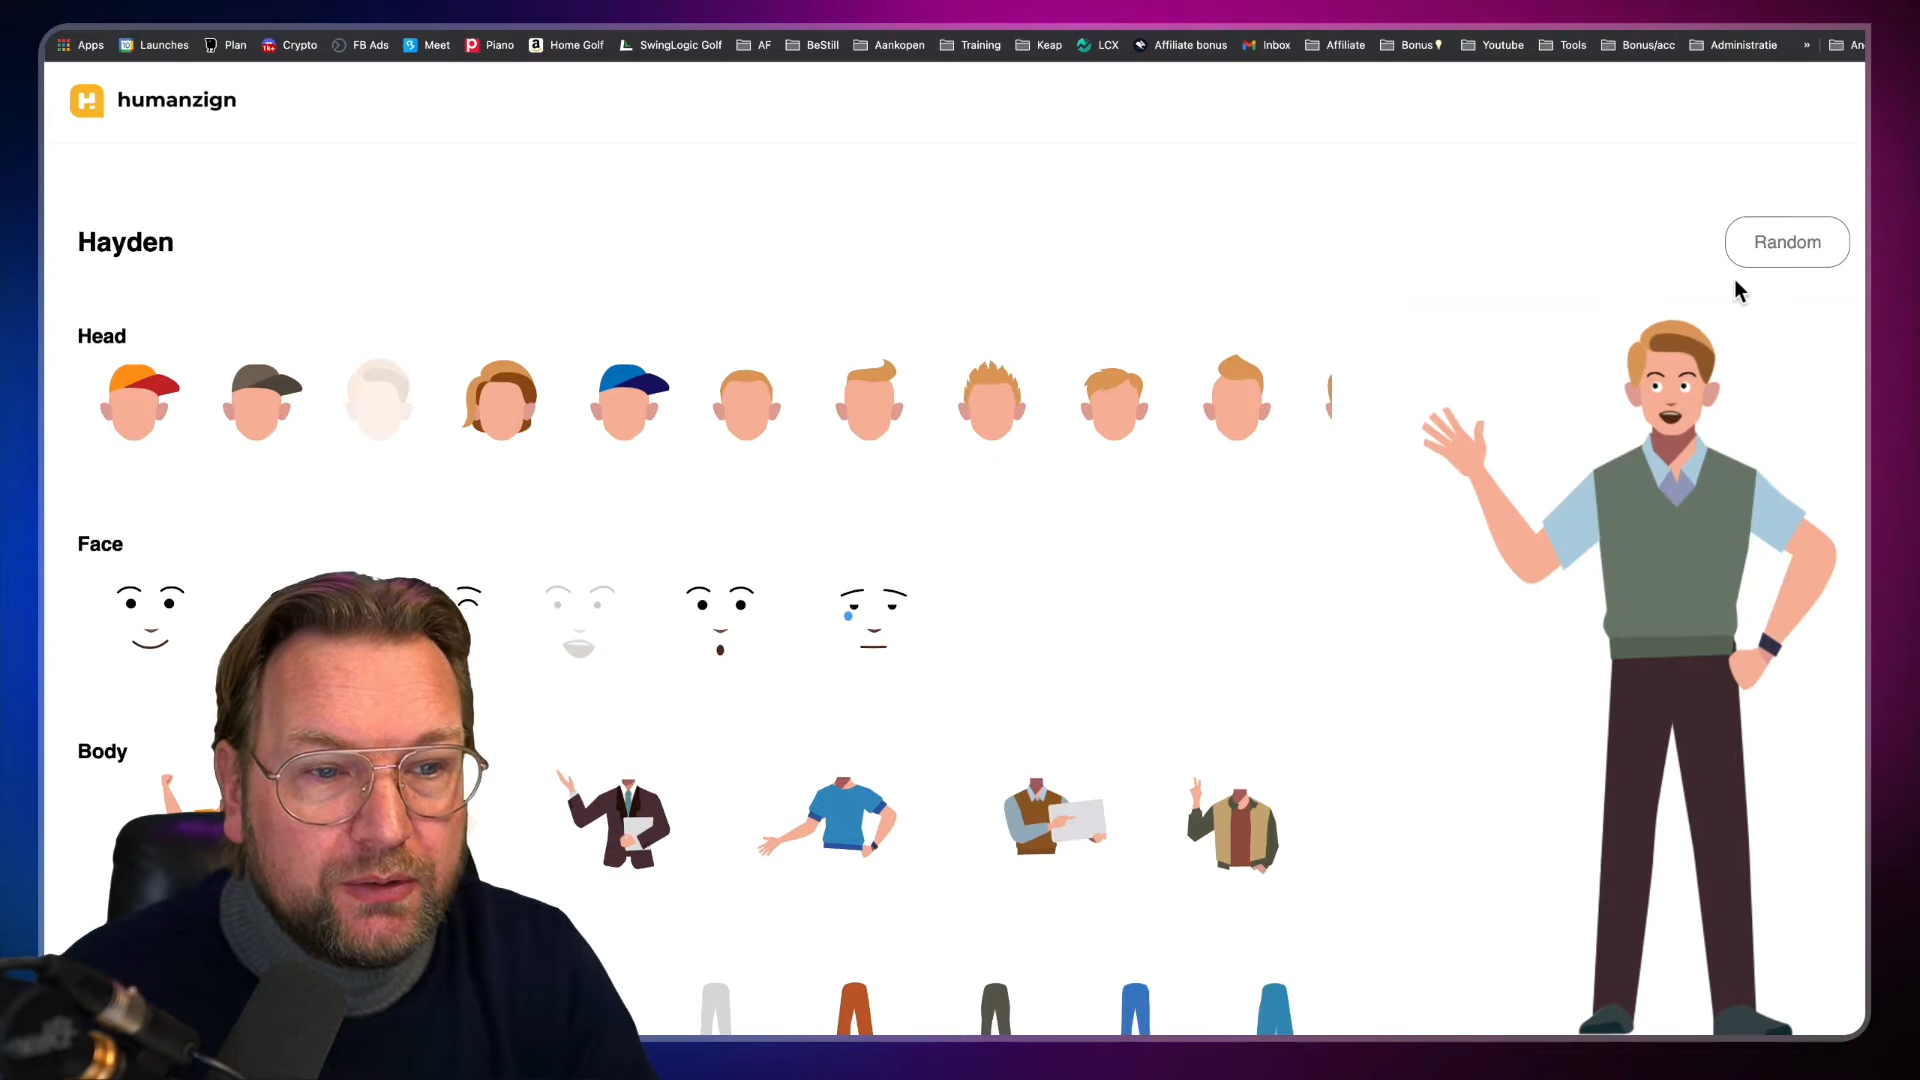 Apps Launches Plan Crypto FB Ads Meet Piano Home Golf SwingLogic Golf AF BeStill Aankopen Training Keap LCX Affiliate bonus Inbox Affiliate Bonus Youtube Tools Bonus/acc Administratie »
humanzign
Hayden
Random
Head
Face
Body